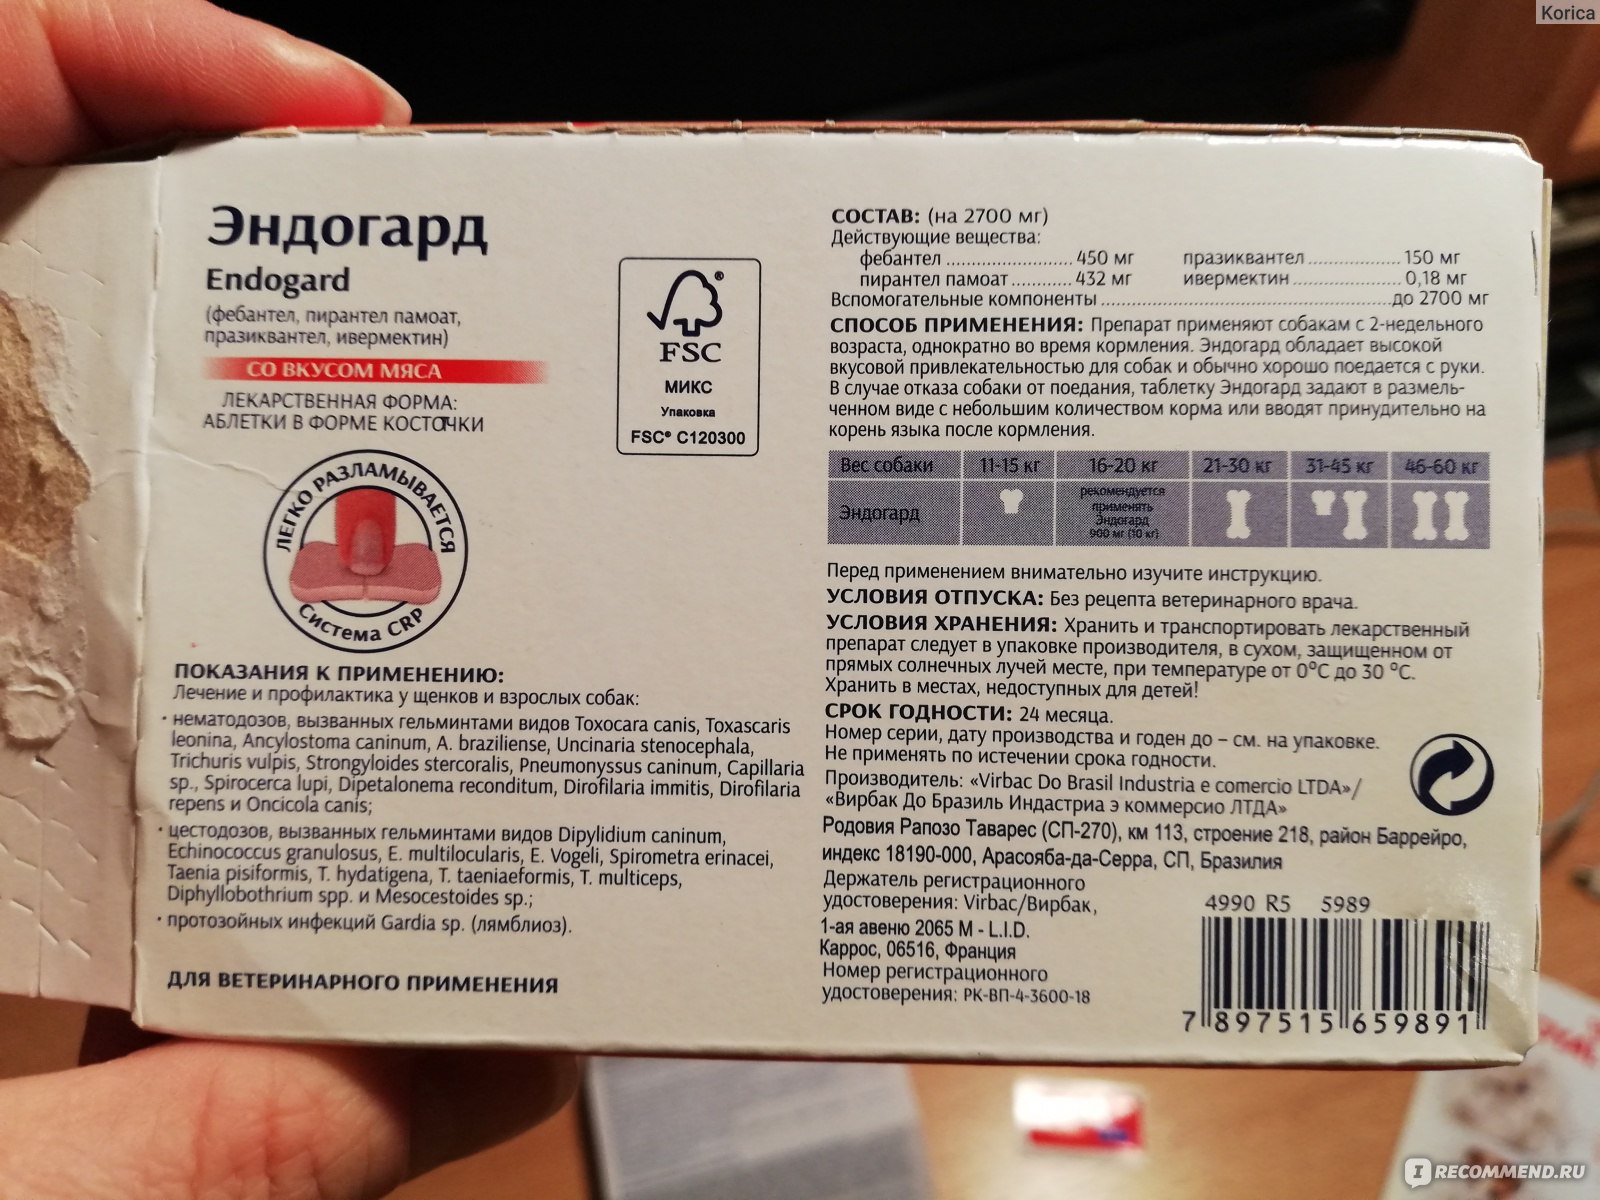 Korica
Эндогард
Endogard
(фебантел, пирантел памоат,
празиквантел, ивермектин)
СО ВКУСОМ МЯСА
ЛЕКАРСТВЕННАЯ ФОРМА:
АБЛЕТКИ В ФОРМЕ КОСТОЧКИ
ЛЕГКО РАЗЛАМЫВАЕТСЯ
Система CRP
FSC
МИКС
Упаковка
FSC® C120300
ПОКАЗАНИЯ К ПРИМЕНЕНИЮ:
Лечение и профилактика у щенков и взрослых собак:
· нематодозов, вызванных гельминтами видов Toxocara canis, Toxascaris
leonina, Ancylostoma caninum, A. braziliense, Uncinaria stenocephala,
Trichuris vulpis, Strongyloides stercoralis, Pneumonyssus caninum, Capillaria
sp., Spirocerca lupi, Dipetalonema reconditum, Dirofilaria immitis, Dirofilaria
repens и Oncicola canis;
· цестодозов, вызванных гельминтами видов Dipylidium caninum,
Echinococcus granulosus, E. multilocularis, E. Vogeli, Spirometra erinacei,
Taenia pisiformis, T. hydatigena, T. taeniaeformis, T. multiceps,
Diphyllobothrium spp. и Mesocestoides sp.;
· протозойных инфекций Gardia sp. (лямблиоз).
ДЛЯ ВЕТЕРИНАРНОГО ПРИМЕНЕНИЯ
СОСТАВ: (на 2700 мг)
Действующие вещества:
фебантел ........................ 450 мг празиквантел .................. 150 мг
пирантел памоат ............ 432 мг ивермектин ..................... 0,18 мг
Вспомогательные компоненты ........................................................ до 2700 мг
СПОСОБ ПРИМЕНЕНИЯ: Препарат применяют собакам с 2-недельного
возраста, однократно во время кормления. Эндогард обладает высокой
вкусовой привлекательностью для собак и обычно хорошо поедается с руки.
В случае отказа собаки от поедания, таблетку Эндогард задают в размель-
ченном виде с небольшим количеством корма или вводят принудительно на
корень языка после кормления.
Вес собаки 11-15 кг 16-20 кг 21-30 кг 31-45 кг 46-60 кг
Эндогард рекомендуется
применять
Эндогард
900 мг (10 кг)
Перед применением внимательно изучите инструкцию.
УСЛОВИЯ ОТПУСКА: Без рецепта ветеринарного врача.
УСЛОВИЯ ХРАНЕНИЯ: Хранить и транспортировать лекарственный
препарат следует в упаковке производителя, в сухом, защищенном от
прямых солнечных лучей месте, при температуре от 0°С до 30 °С.
Хранить в местах, недоступных для детей!
СРОК ГОДНОСТИ: 24 месяца.
Номер серии, дату производства и годен до – см. на упаковке.
Не применять по истечении срока годности.
Производитель: «Virbac Do Brasil Industria e comercio LTDA»/
«Вирбак До Бразиль Индастриа э коммерсио ЛТДА»
Родовия Рапозо Таварес (СП-270), км 113, строение 218, район Баррейро,
индекс 18190-000, Арасояба-да-Серра, СП, Бразилия
Держатель регистрационного
удостоверения: Virbac/Вирбак,
1-ая авеню 2065 М - L.I.D.
Каррос, 06516, Франция
Номер регистрационного
удостоверения: РК-ВП-4-3600-18
4990 R5 5989
7 897515 659891
IRECOMMEND.RU